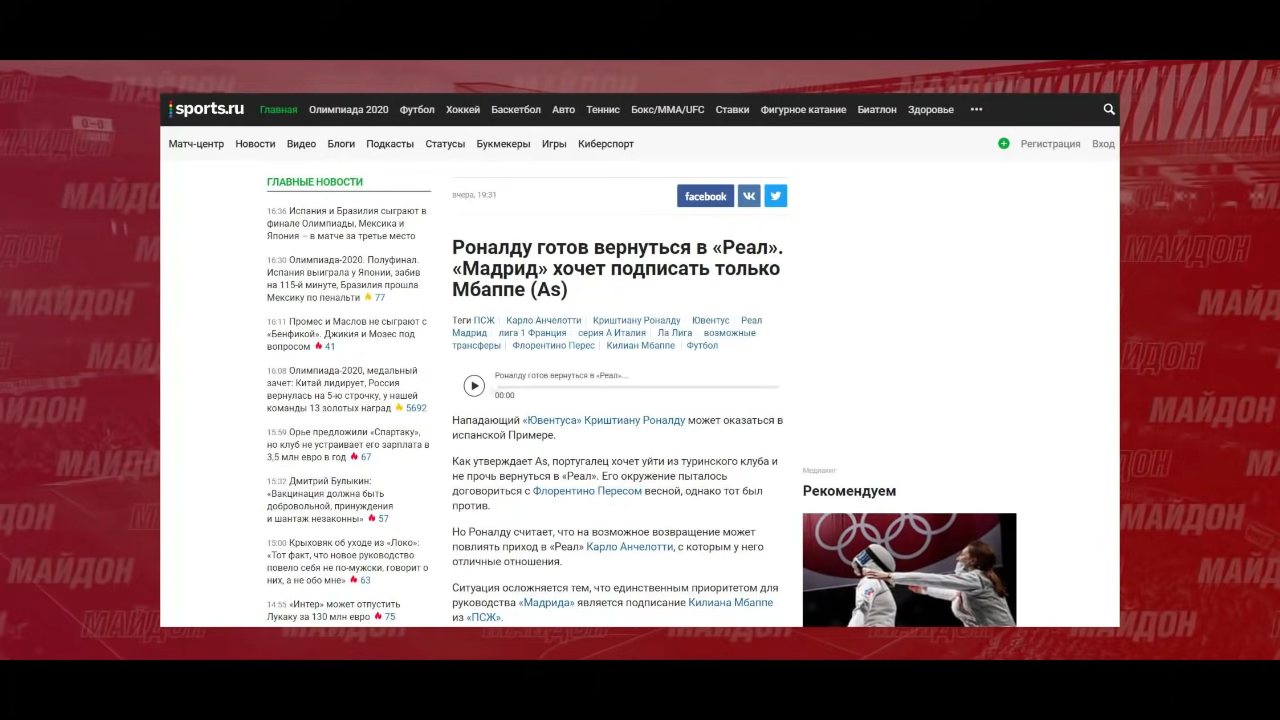 sports.ru Главная Олимпиада 2020 Футбол Хоккей Баскетбол Авто Теннис Бокс/MMA/UFC Ставки Фигурное катание Биатлон Здоровье •••
Матч-центр Новости Видео Блоги Подкасты Статусы Букмекеры Игры Киберспорт Регистрация Вход
ГЛАВНЫЕ НОВОСТИ
16:36 Испания и Бразилия сыграют в
финале Олимпиады, Мексика и
Япония – в матче за третье место
16:30 Олимпиада-2020. Полуфинал.
Испания выиграла у Японии, забив
на 115-й минуте, Бразилия прошла
Мексику по пенальти 77
16:11 Промес и Маслов не сыграют с
«Бенфикой». Джикия и Мозес под
вопросом 41
16:08 Олимпиада-2020, медальный
зачет: Китай лидирует, Россия
вернулась на 5-ю строчку, у нашей
команды 13 золотых наград 5692
15:59 Орье предложили «Спартаку»,
но клуб не устраивает его зарплата в
3,5 млн евро в год 67
15:32 Дмитрий Булыкин:
«Вакцинация должна быть
добровольной, принуждения
и шантаж незаконны» 57
15:00 Крыховяк об уходе из «Локо»:
«Тот факт, что новое руководство
повело себя не по-мужски, говорит о
них, а не обо мне» 63
14:55 «Интер» может отпустить
Лукаку за 130 млн евро 75
вчера, 19:31
facebook
Роналду готов вернуться в «Реал».
«Мадрид» хочет подписать только
Мбаппе (As)
Теги ПСЖ Карло Анчелотти Криштиану Роналду Ювентус Реал
Мадрид лига 1 Франция серия А Италия Ла Лига возможные
трансферы Флорентино Перес Килиан Мбаппе Футбол
Роналду готов вернуться в «Реал»...
00:00
Нападающий «Ювентуса» Криштиану Роналду может оказаться в
испанской Примере.
Как утверждает As, португалец хочет уйти из туринского клуба и
не прочь вернуться в «Реал». Его окружение пыталось
договориться с Флорентино Пересом весной, однако тот был
против.
Но Роналду считает, что на возможное возвращение может
повлиять приход в «Реал» Карло Анчелотти, с которым у него
отличные отношения.
Ситуация осложняется тем, что единственным приоритетом для
руководства «Мадрида» является подписание Килиана Мбаппе
из «ПСЖ».
Медиакит
Рекомендуем
0–0
МАЙДОН
МАЙДОН
МАЙДОН
МАЙДОН
МАЙДОН
МАЙДОН
МАЙДОН
МАЙДОН